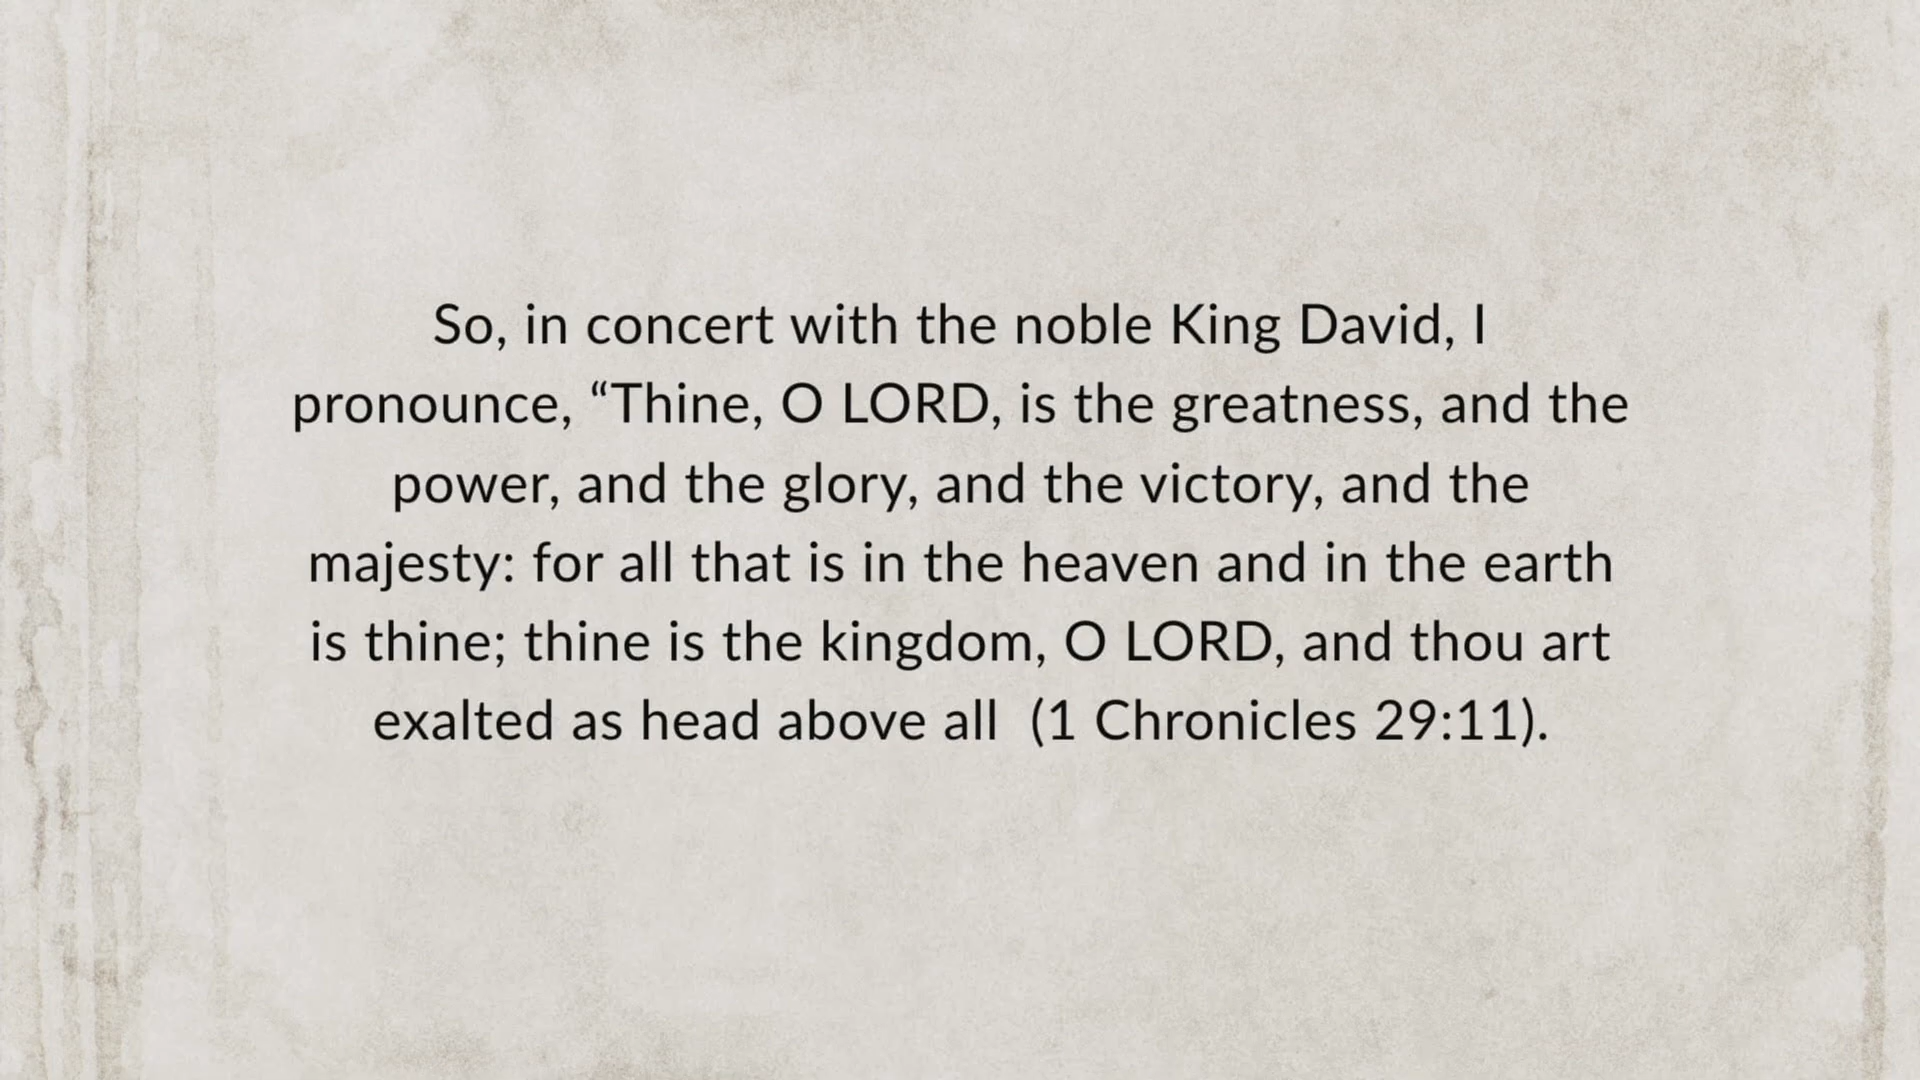 So, in concert with the noble King David, I
pronounce, “Thine, O LORD, is the greatness, and the
power, and the glory, and the victory, and the
majesty: for all that is in the heaven and in the earth
is thine; thine is the kingdom, O LORD, and thou art
exalted as head above all  (1 Chronicles 29:11).